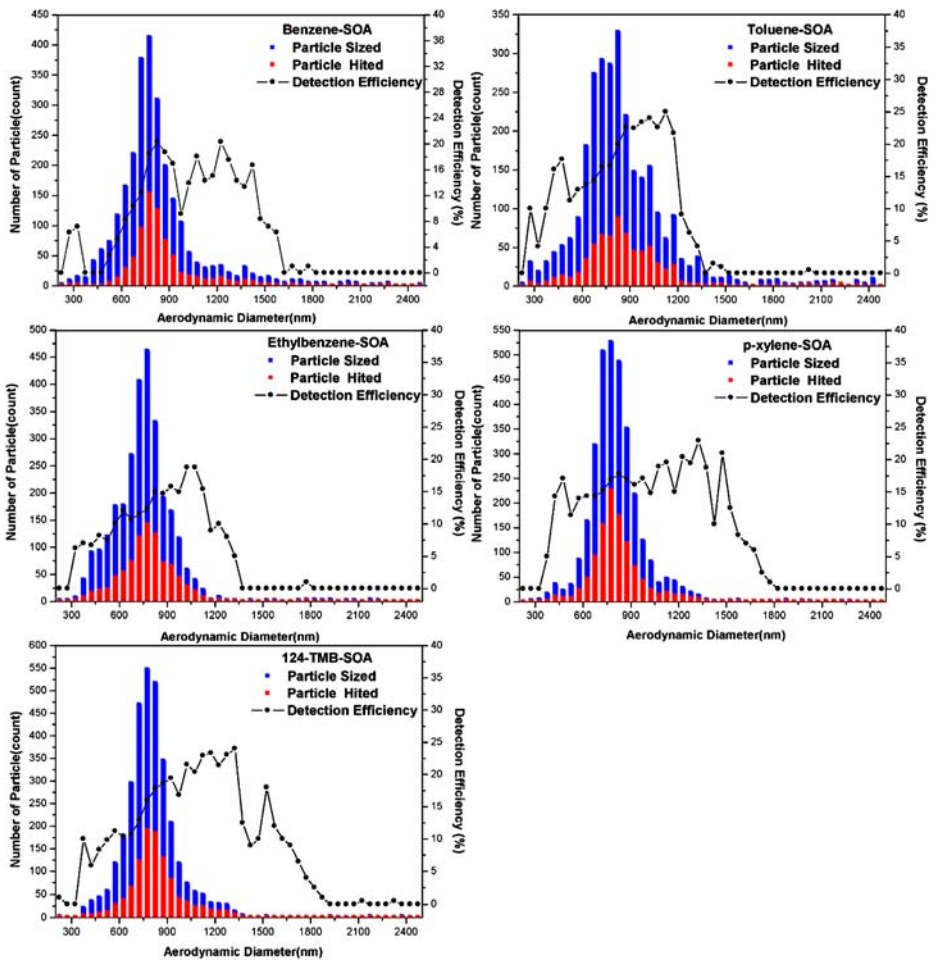 Benzene-SOA
Particle Sized
Particle Hited
Detection Efficiency
Number of Particle(count)
450
400
350
300
250
200
150
100
50
0
40
36
32
28
24
20
16
12
8
4
0
Detection Efficiency (%)
300 600 900 1200 1500 1800 2100 2400
Aerodynamic Diameter(nm)
Toluene-SOA
Particle Sized
Particle Hited
Detection Efficiency
Number of Particle(count)
350
300
250
200
150
100
50
0
40
35
30
25
20
15
10
5
0
Detection Efficiency (%)
300 600 900 1200 1500 1800 2100 2400
Aerodynamic Diameter(nm)
Ethylbenzene-SOA
Particle Sized
Particle Hited
Detection Efficiency
Number of Particle(count)
500
450
400
350
300
250
200
150
100
50
0
40
35
30
25
20
15
10
5
0
Detection Efficiency (%)
300 600 900 1200 1500 1800 2100 2400
Aerodynamic Diameter(nm)
p-xylene-SOA
Particle Sized
Particle Hited
Detection Efficiency
Number of Particle(count)
550
500
450
400
350
300
250
200
150
100
50
0
40
35
30
25
20
15
10
5
0
Detection Efficiency (%)
300 600 900 1200 1500 1800 2100 2400
Aerodynamic Diameter(nm)
124-TMB-SOA
Particle Sized
Particle Hited
Detection Efficiency
Number of Particle(count)
600
550
500
450
400
350
300
250
200
150
100
50
0
40
35
30
25
20
15
10
5
0
Detection Efficiency (%)
300 600 900 1200 1500 1800 2100 2400
Aerodynamic Diameter(nm)